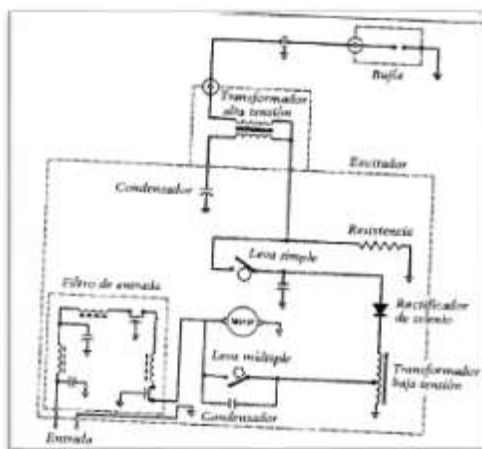 Bujía
Transformador
alta tensión
Excitador
Condensador
Resistencia
Leva simple
Filtro de entrada
Rectificador
de selenio
Motor
Leva múltiple
Transformador
baja tensión
Condensador
Entrada